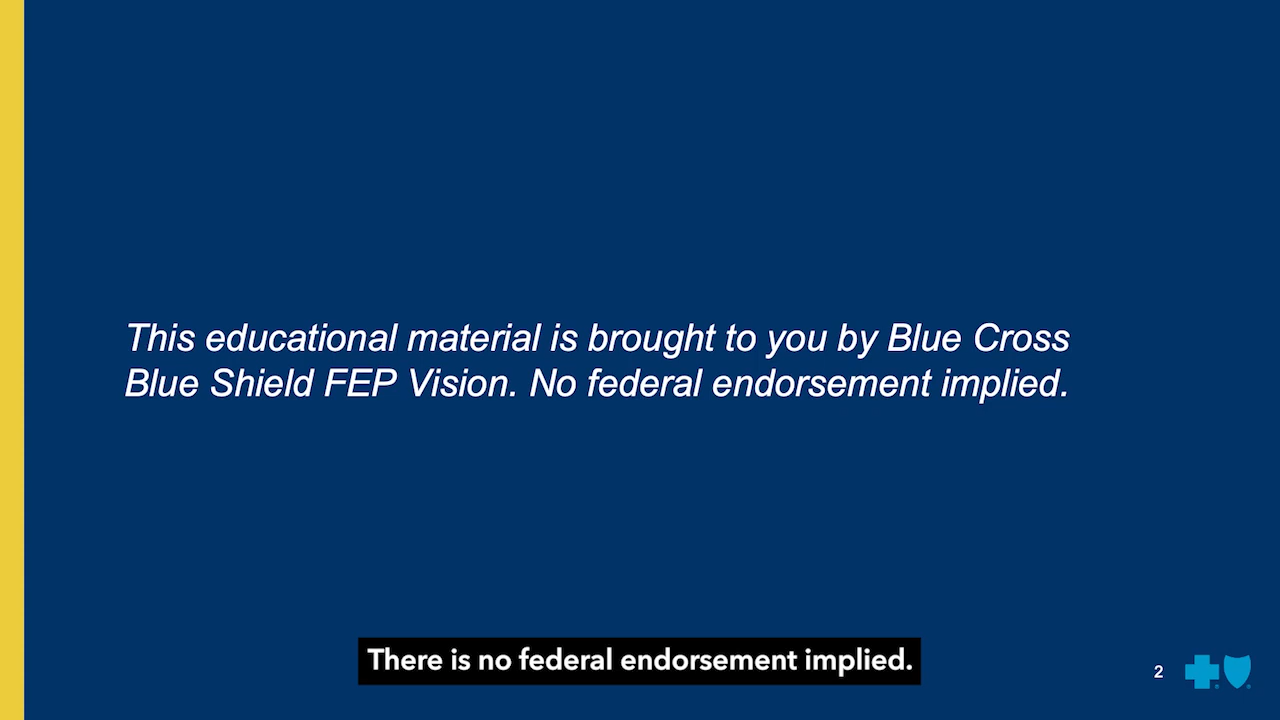 This educational material is brought to you by Blue Cross
Blue Shield FEP Vision. No federal endorsement implied.
There is no federal endorsement implied.
2